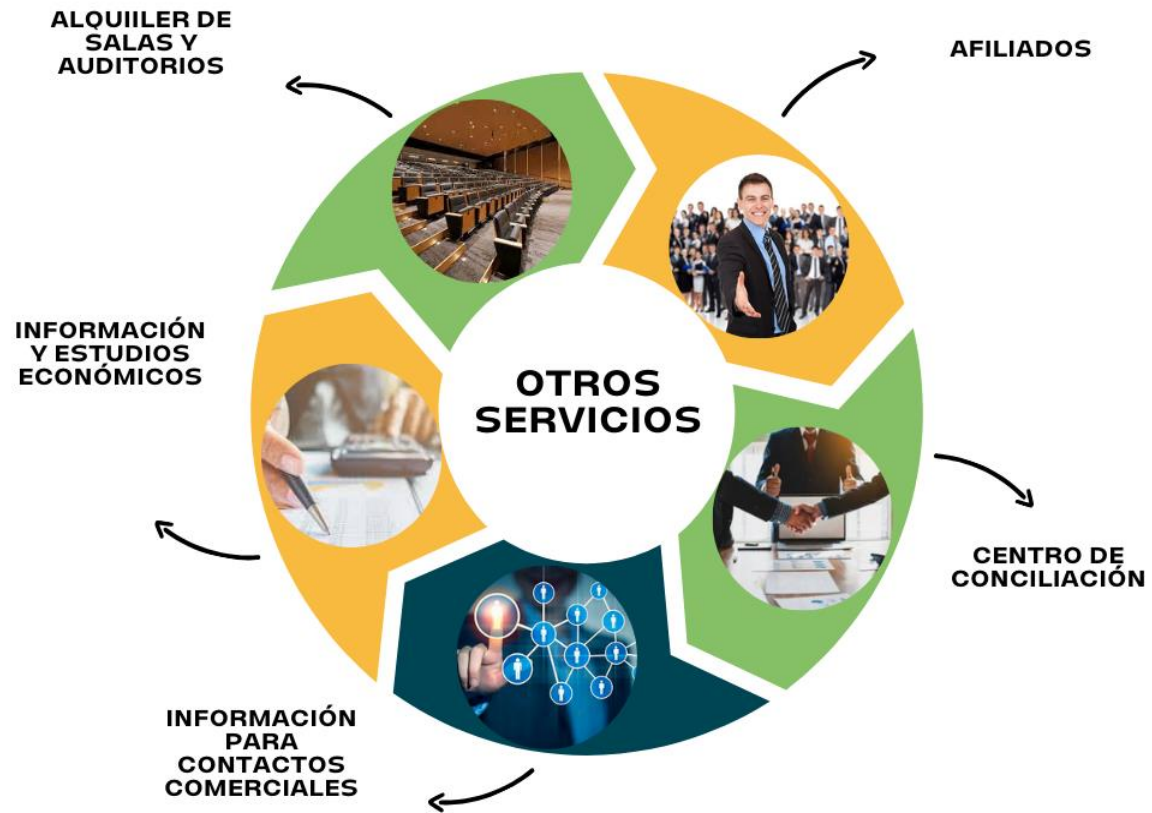 ALQUIILER DE
SALAS Y
AUDITORIOS
AFILIADOS
INFORMACIÓN
Y ESTUDIOS
ECONÓMICOS
OTROS
SERVICIOS
CENTRO DE
CONCILIACIÓN
INFORMACIÓN
PARA
CONTACTOS
COMERCIALES